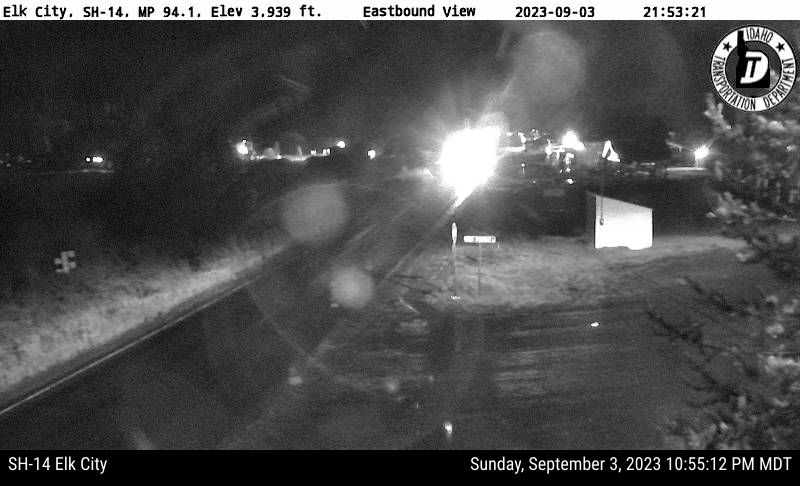 Elk City, SH-14, MP 94.1, Elev 3,939 ft. Eastbound View 2023-09-03 21:53:21
IDAHO
TRANSPORTATION DEPARTMENT
SH-14 Elk City Sunday, September 3, 2023 10:55:12 PM MDT